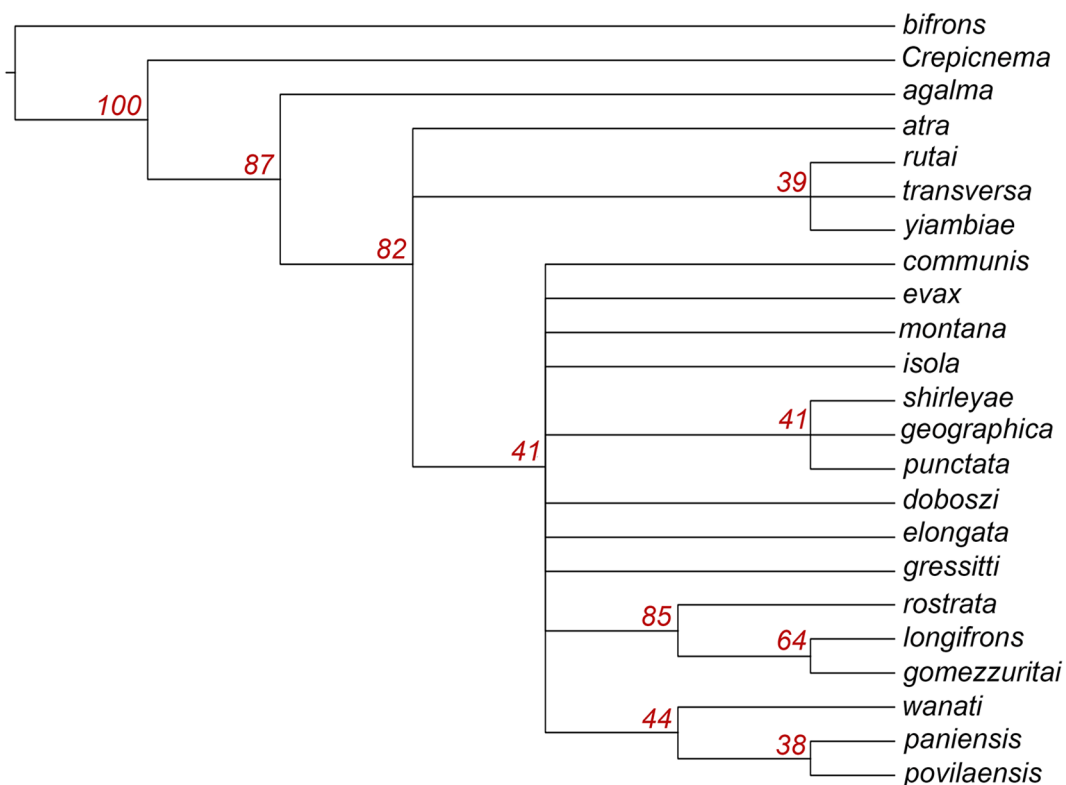 bifrons
Crepicnema
100
agalma
atra
87
rutai
39
transversa
yiambiae
82
communis
evax
montana
isola
shirleyae
41
geographica
41
punctata
doboszi
elongata
gressitti
rostrata
85
longifrons
64
gomezzuritai
wanati
44
paniensis
38
povilaensis